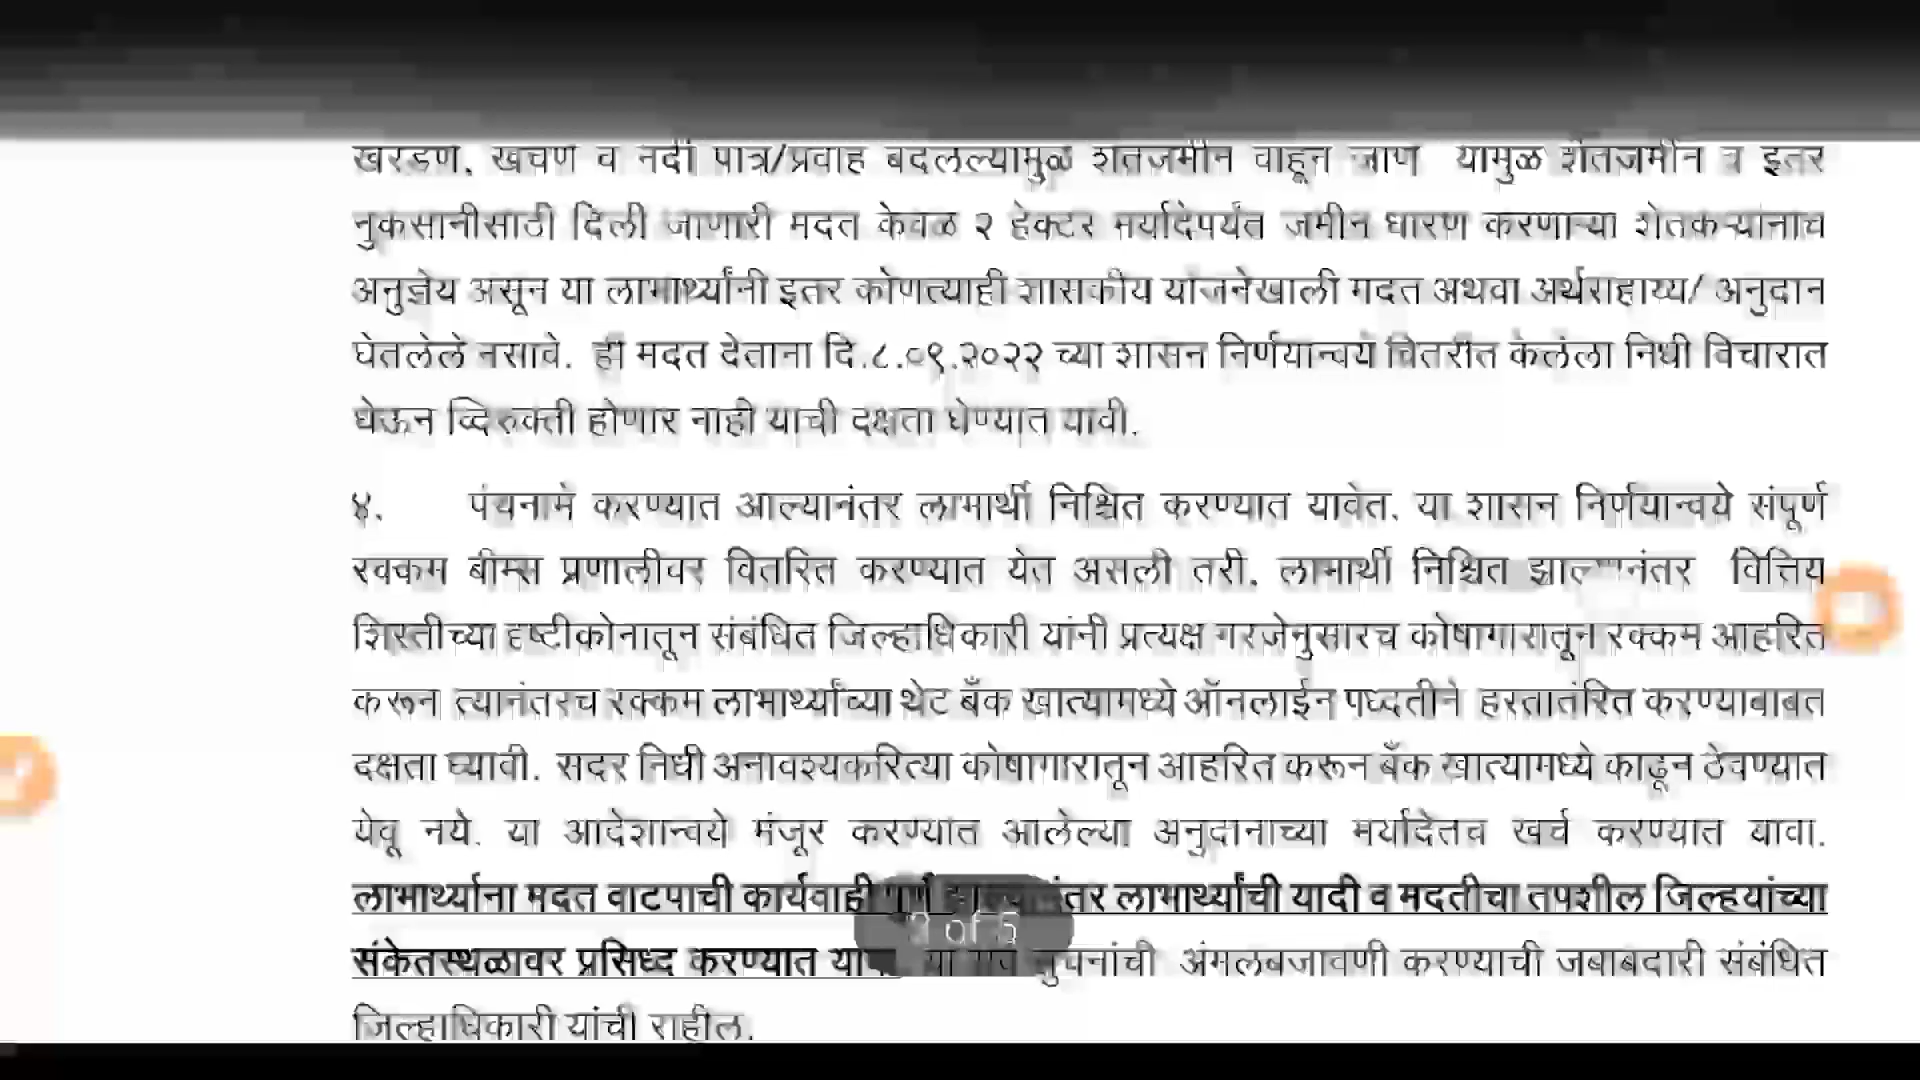 खरडणे, खचणे व नदी पात्र/प्रवाह बदलल्यामुळे शेतजमीन वाहून जाणे यामुळे शेतजमीन व इतर
नुकसानीसाठी दिली जाणारी मदत केवळ २ हेक्टर मर्यादेपर्यंत जमीन धारण करणाऱ्या शेतकऱ्यांनाच
अनुज्ञेय असून या लाभार्थ्यांनी इतर कोणत्याही शासकीय योजनेखाली मदत अथवा अर्थसहाय्य/ अनुदान
घेतलेले नसावे. ही मदत देताना दि.८.०९.२०२२ च्या शासन निर्णयान्वये वितरीत केलेला निधी विचारात
घेऊन व्दिरुक्ती होणार नाही याची दक्षता घेण्यात यावी.
४. पंचनामे करण्यात आल्यानंतर लाभार्थी निश्चित करण्यात यावेत. या शासन निर्णयान्वये संपूर्ण
रक्कम बीम्स प्रणालीवर वितरित करण्यात येत असली तरी, लाभार्थी निश्चित वित्तिय
शिस्तीच्या दृष्टीकोनातून संबंधित जिल्हाधिकारी यांनी प्रत्यक्ष गरजेनुसारच कोषागारातून रक्कम आहरित
करून त्यानंतरच रक्कम लाभार्थ्यांच्या थेट बँक खात्यामध्ये ऑनलाईन पध्दतीने हस्तातंरित करण्याबाबत
दक्षता घ्यावी. सदर निधी अनावश्यकरित्या कोषागारातून आहरित करून बँक खात्यामध्ये काढून ठेवण्यात
येवू नये. या आदेशान्वये मंजूर करण्यात आलेल्या अनुदानाच्या मर्यादेतच खर्च करण्यात यावा.
लाभार्थ्यांना मदत वाटपाची कार्यवाही लाभार्थ्यांची यादी व मदतीचा तपशील जिल्हयांच्या
संकेतस्थळावर प्रसिध्द करण्यात अंमलबजावणी करण्याची जबाबदारी संबंधित
जिल्हाधिकारी यांची राहील.
of 5